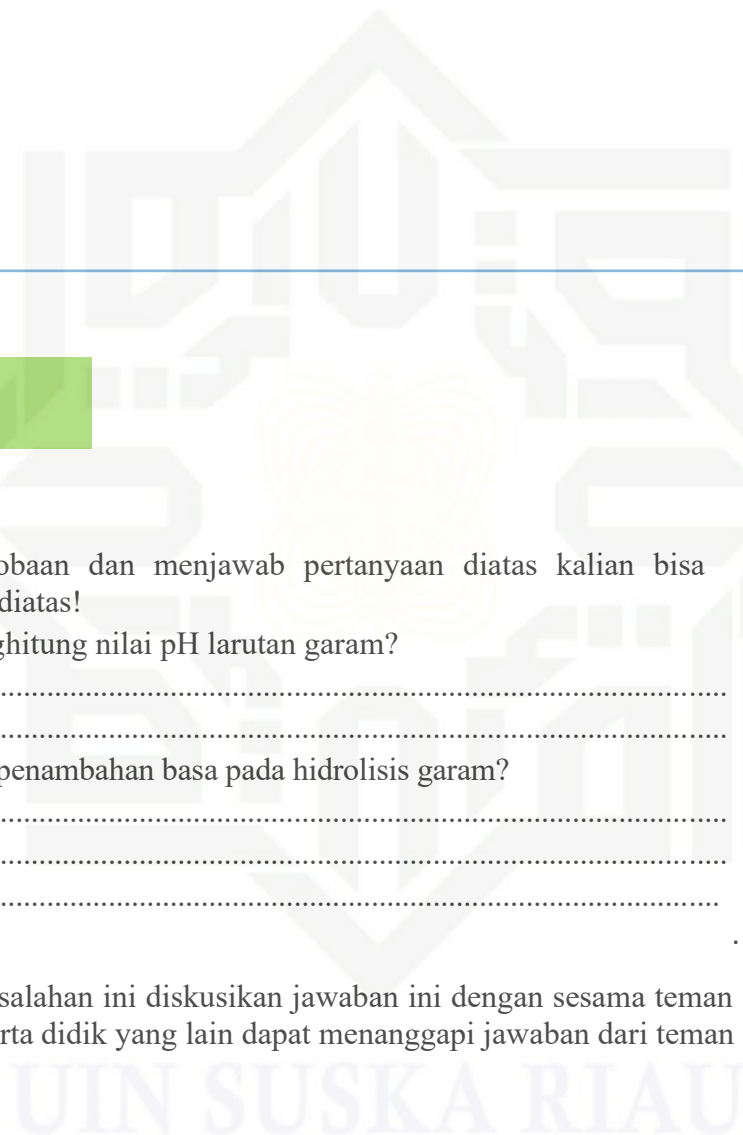 obaan dan menjawab pertanyaan diatas kalian bisa
diatas!
ghitung nilai pH larutan garam?
................................................................................................
................................................................................................
penambahan basa pada hidrolisis garam?
................................................................................................
................................................................................................
...............................................................................................
.
salahan ini diskusikan jawaban ini dengan sesama teman
rta didik yang lain dapat menanggapi jawaban dari teman
UIN SUSKA RIAU